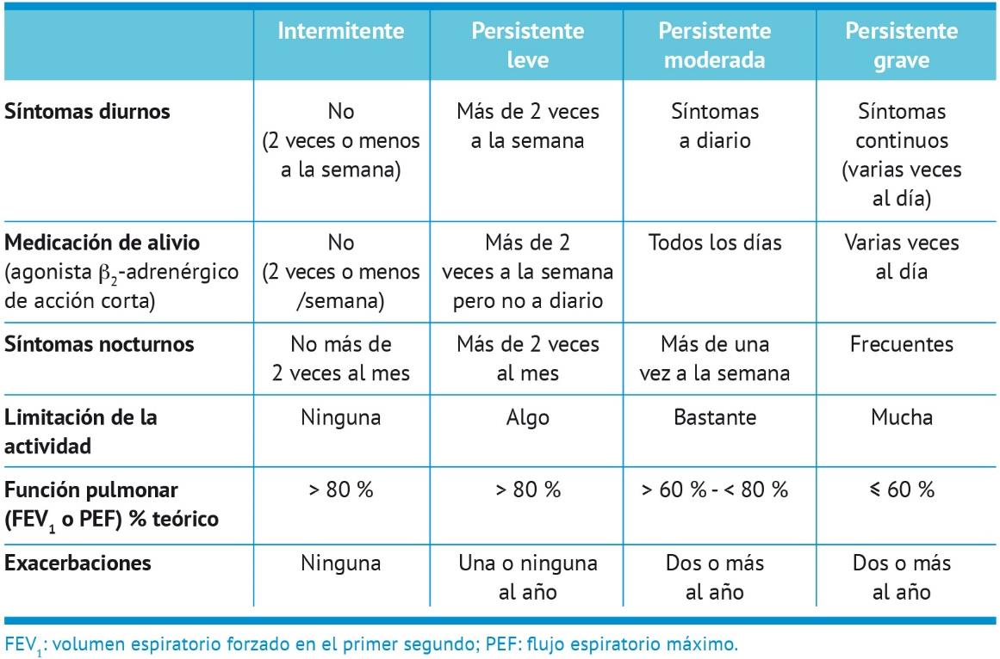 Intermitente
Persistente leve
Persistente moderada
Persistente grave
Síntomas diurnos
No
(2 veces o menos
a la semana)
Más de 2 veces
a la semana
Síntomas
a diario
Síntomas
continuos
(varias veces
al día)
Medicación de alivio
(agonista β₂-adrenérgico
de acción corta)
No
(2 veces o menos
/semana)
Más de 2
veces a la semana
pero no a diario
Todos los días
Varias veces
al día
Síntomas nocturnos
No más de
2 veces al mes
Más de 2 veces
al mes
Más de una
vez a la semana
Frecuentes
Limitación de la
actividad
Ninguna
Algo
Bastante
Mucha
Función pulmonar
(FEV₁ o PEF) % teórico
> 80 %
> 80 %
> 60 % - < 80 %
⩽ 60 %
Exacerbaciones
Ninguna
Una o ninguna
al año
Dos o más
al año
Dos o más
al año
FEV₁: volumen espiratorio forzado en el primer segundo; PEF: flujo espiratorio máximo.